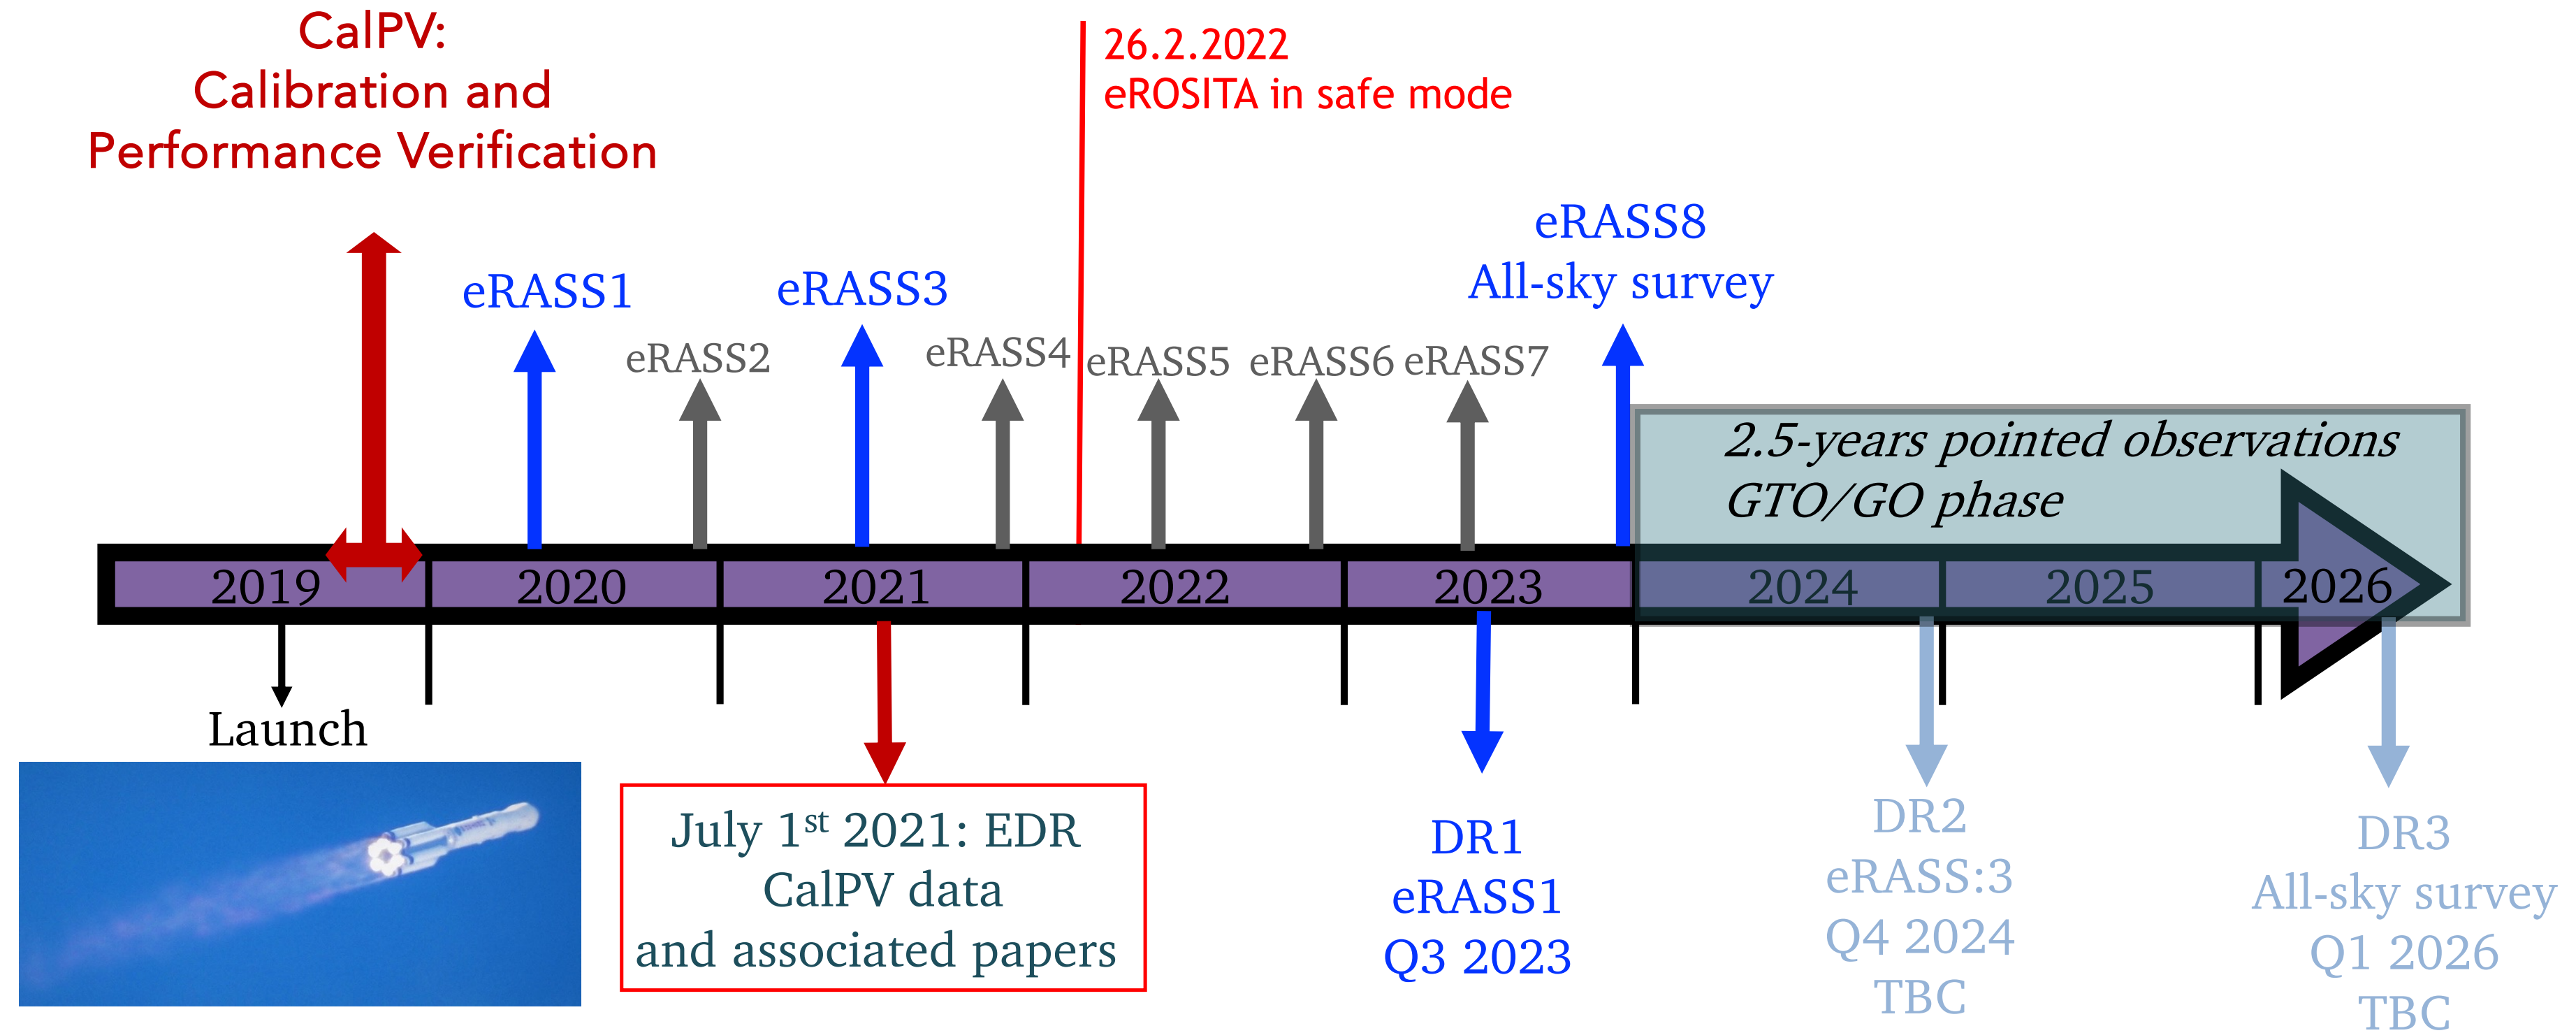 CalPV:
Calibration and
Performance Verification
26.2.2022
eROSITA in safe mode
eRASS1
eRASS2
eRASS3
eRASS4
eRASS5
eRASS6
eRASS7
eRASS8
All-sky survey
2.5-years pointed observations
GTO/GO phase
2019
2020
2021
2022
2023
2024
2025
2026
Launch
July 1st 2021: EDR
CalPV data
and associated papers
DR1
eRASS1
Q3 2023
DR2
eRASS:3
Q4 2024
TBC
DR3
All-sky survey
Q1 2026
TBC